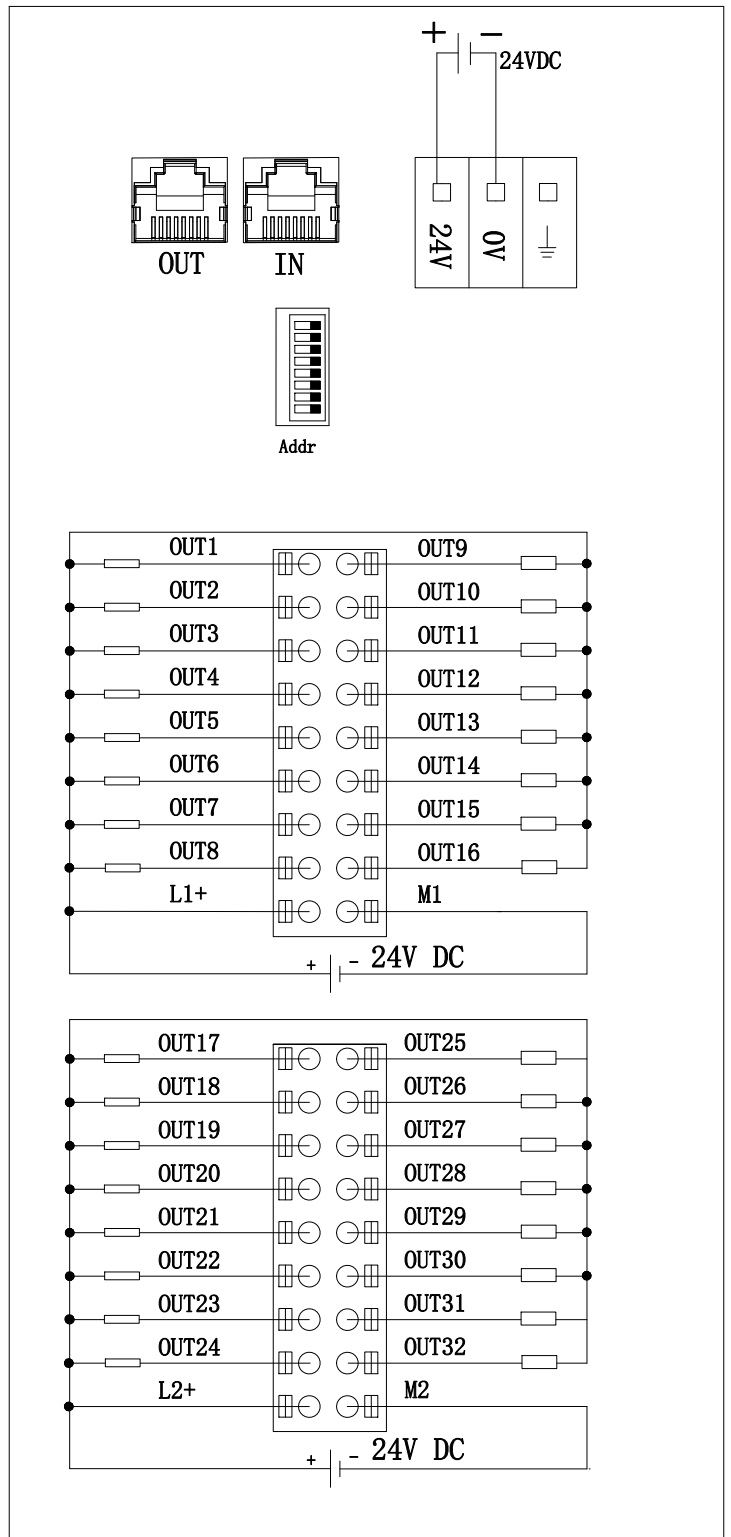 + −
24VDC
24V 0V
OUT IN
Addr
OUT1 OUT9
OUT2 OUT10
OUT3 OUT11
OUT4 OUT12
OUT5 OUT13
OUT6 OUT14
OUT7 OUT15
OUT8 OUT16
L1+ M1
+ - 24V DC
OUT17 OUT25
OUT18 OUT26
OUT19 OUT27
OUT20 OUT28
OUT21 OUT29
OUT22 OUT30
OUT23 OUT31
OUT24 OUT32
L2+ M2
+ - 24V DC